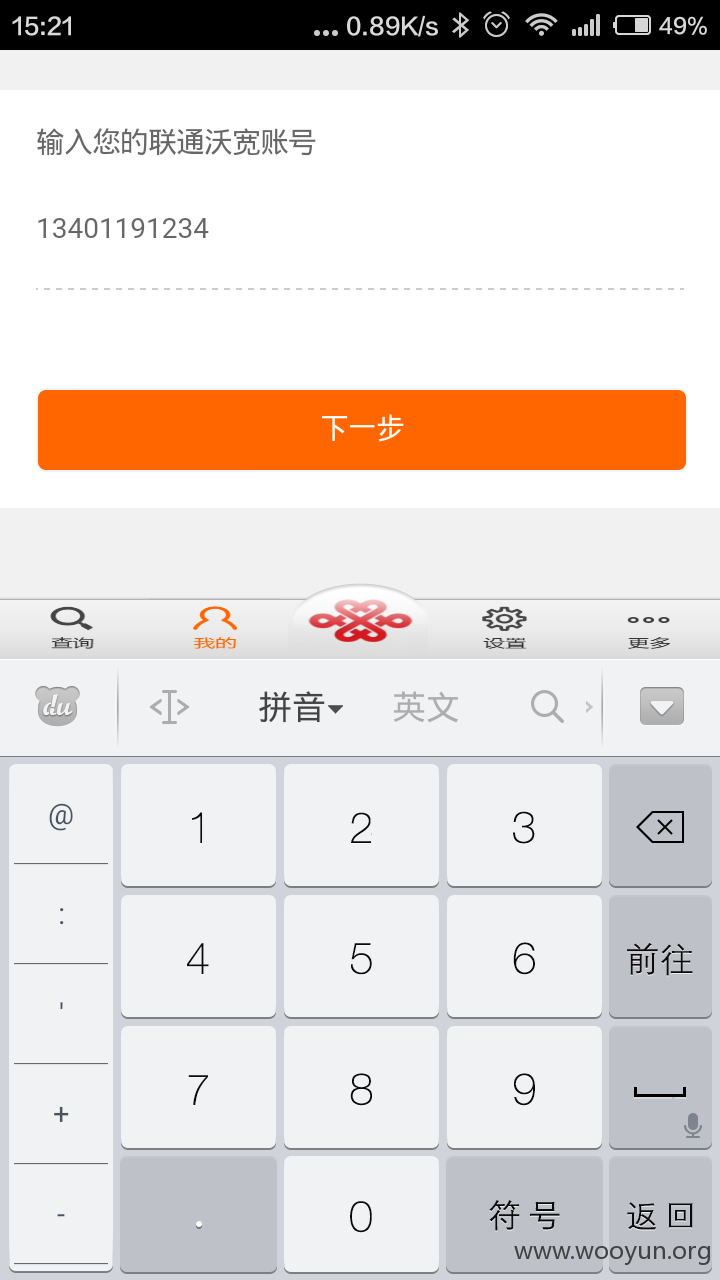 15:21 ... 0.89K/s 49%
输入您的联通沃宽账号
13401191234
下一步
查询 我的 设置 更多
du 拼音 英文
@ 1 2 3
: 4 5 6 前往
' 7 8 9
+
- . 0 符号 返回
www.wooyun.org